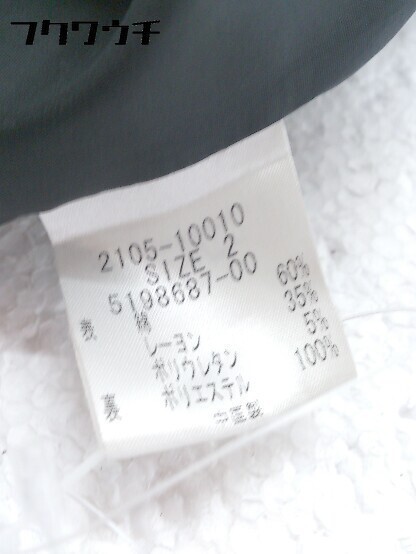 フクワウチ
2105-10010
SIZE 2
5198687-00
表 綿 60%
レーヨン 35%
ポリウレタン 5%
裏 ポリエステル 100%
中国製